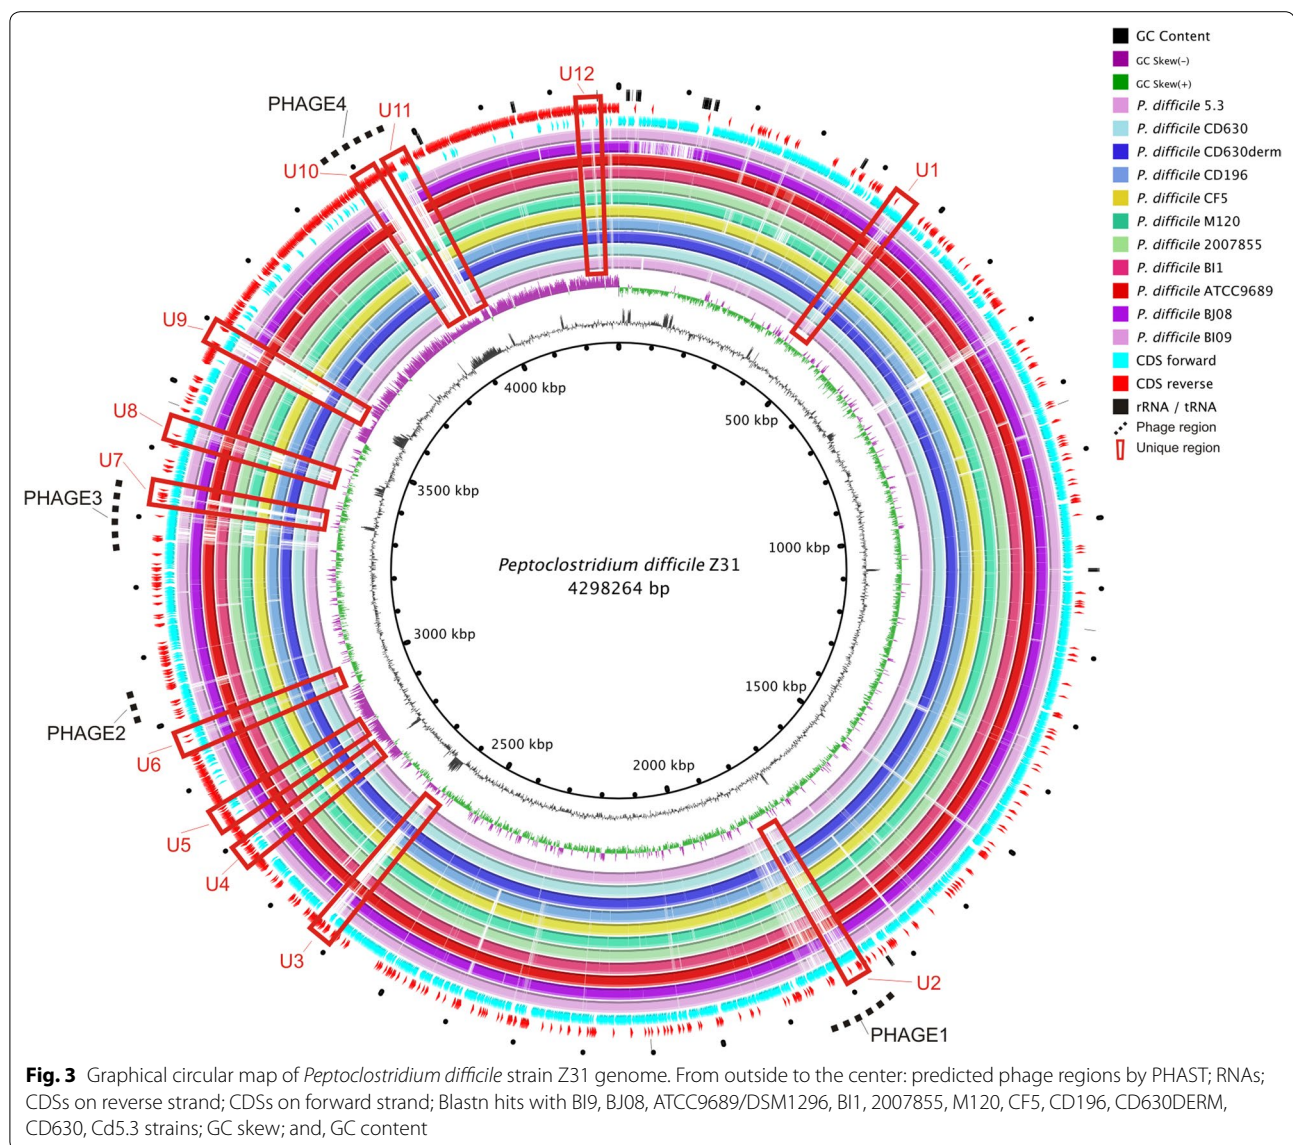 U12
PHAGE4
U11
U10
U1
U9
U8
U7
PHAGE3
PHAGE2
U6
U5
U4
U3
U2
PHAGE1
4000 kbp
500 kbp
3500 kbp
1000 kbp
Peptoclostridium difficile Z31
4298264 bp
3000 kbp
1500 kbp
2500 kbp
2000 kbp
GC Content
GC Skew(-)
GC Skew(+)
P. difficile 5.3
P. difficile CD630
P. difficile CD630derm
P. difficile CD196
P. difficile CF5
P. difficile M120
P. difficile 2007855
P. difficile BI1
P. difficile ATCC9689
P. difficile BJ08
P. difficile BI09
CDS forward
CDS reverse
rRNA / tRNA
Phage region
Unique region
Fig. 3 Graphical circular map of Peptoclostridium difficile strain Z31 genome. From outside to the center: predicted phage regions by PHAST; RNAs;
CDSs on reverse strand; CDSs on forward strand; Blastn hits with BI9, BJ08, ATCC9689/DSM1296, BI1, 2007855, M120, CF5, CD196, CD630DERM,
CD630, Cd5.3 strains; GC skew; and, GC content